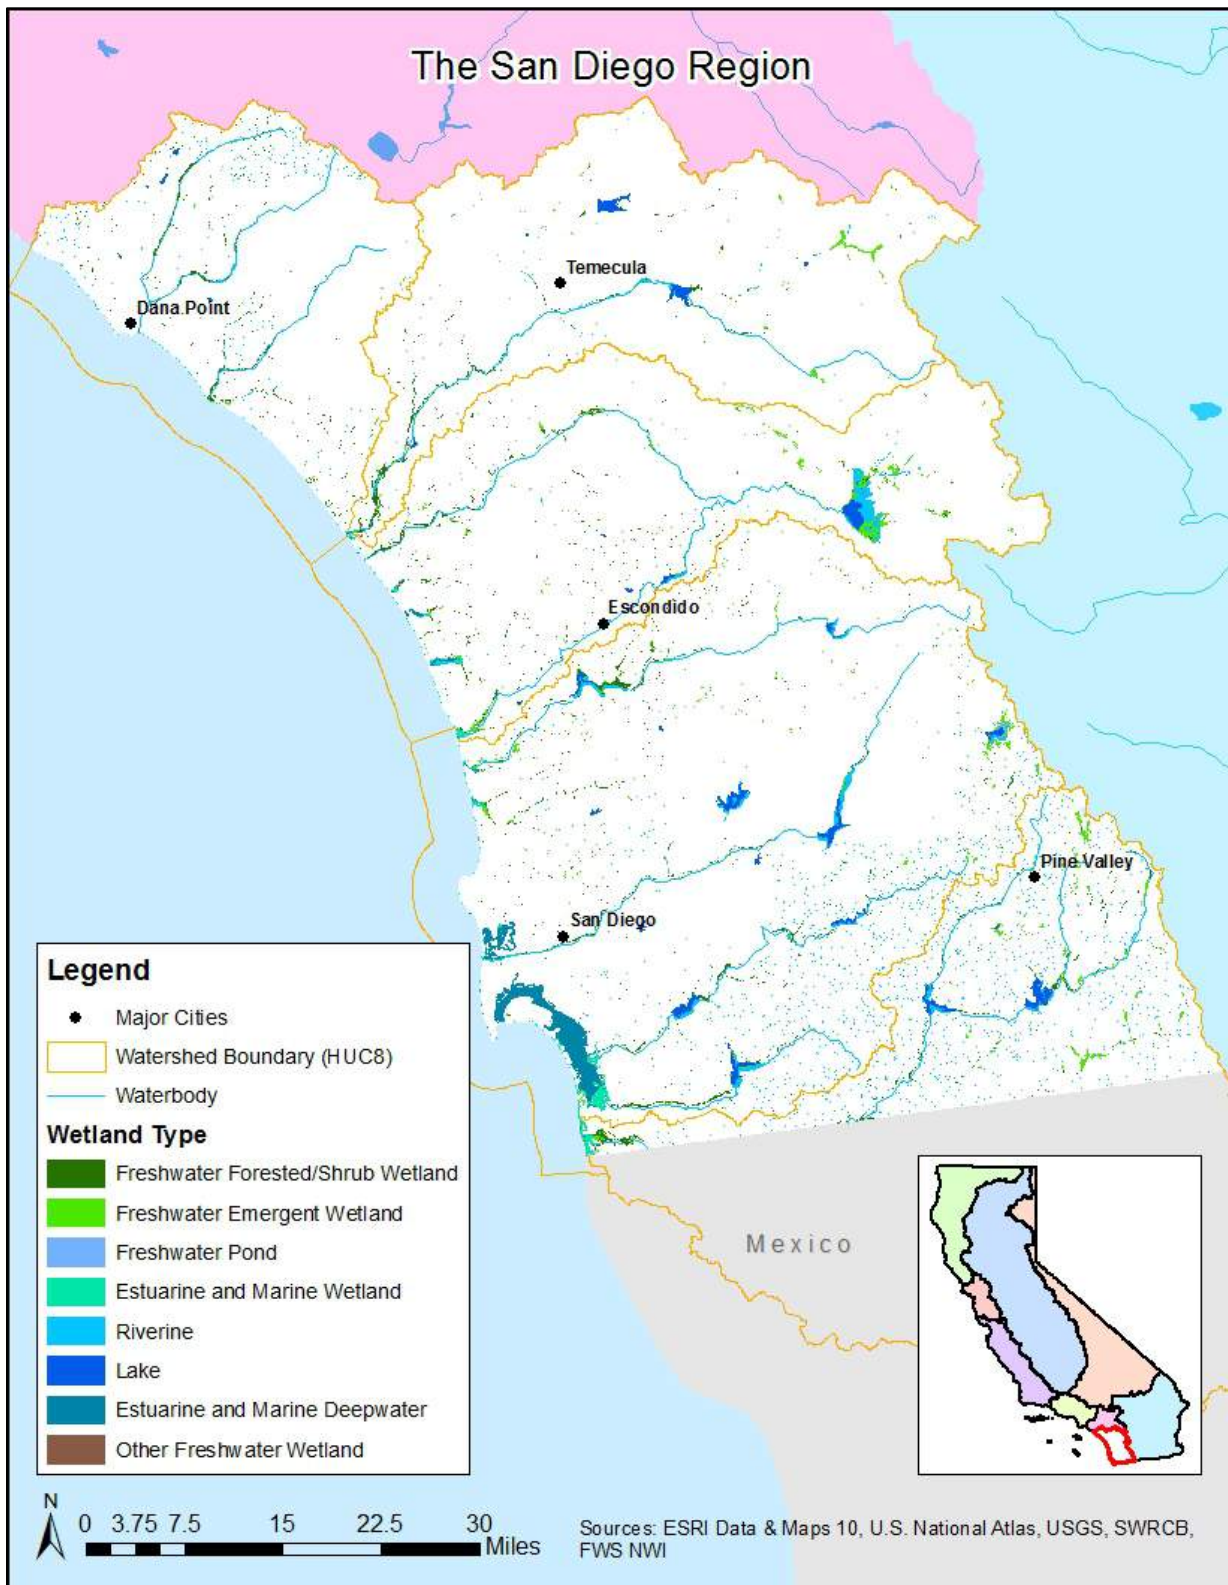 The San Diego Region
Temecula
Dana Point
Escondido
Pine Valley
San Diego
Legend
Major Cities
Watershed Boundary (HUC8)
Waterbody
Wetland Type
Freshwater Forested/Shrub Wetland
Freshwater Emergent Wetland
Freshwater Pond
Estuarine and Marine Wetland
Riverine
Lake
Estuarine and Marine Deepwater
Other Freshwater Wetland
Mexico
N
0 3.75 7.5 15 22.5 30
Miles
Sources: ESRI Data & Maps 10, U.S. National Atlas, USGS, SWRCB,
FWS NWI